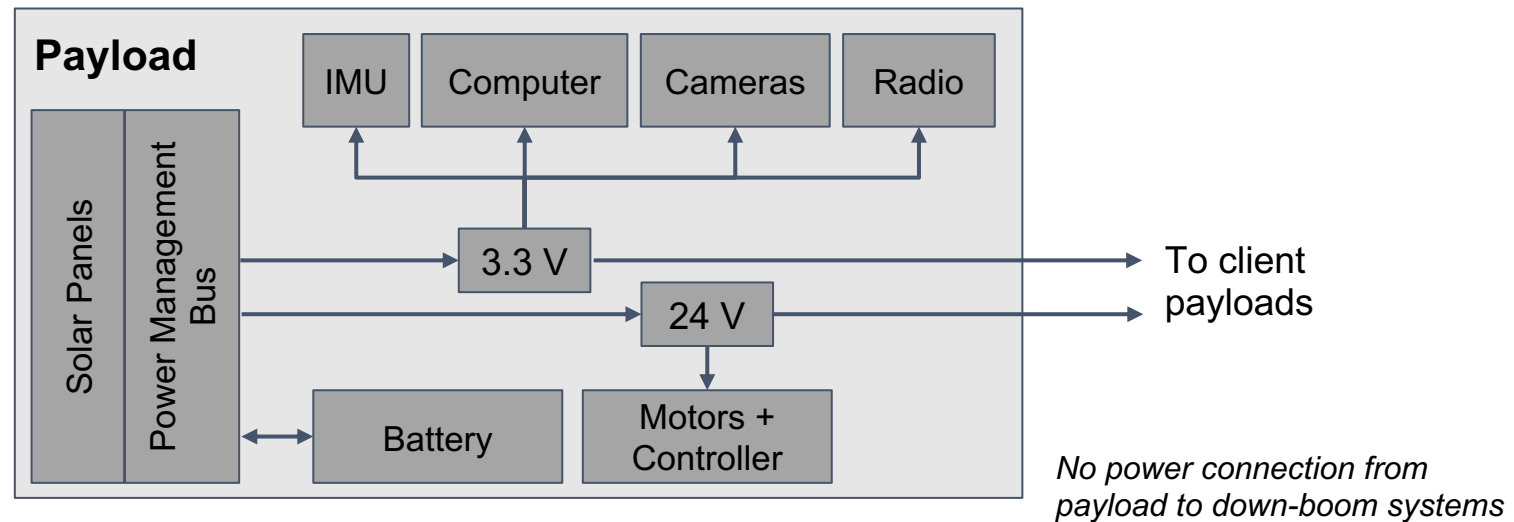 Payload
IMU
Computer
Cameras
Radio
Solar Panels
Power Management
Bus
3.3 V
24 V
To client
payloads
Battery
Motors +
Controller
No power connection from
payload to down-boom systems